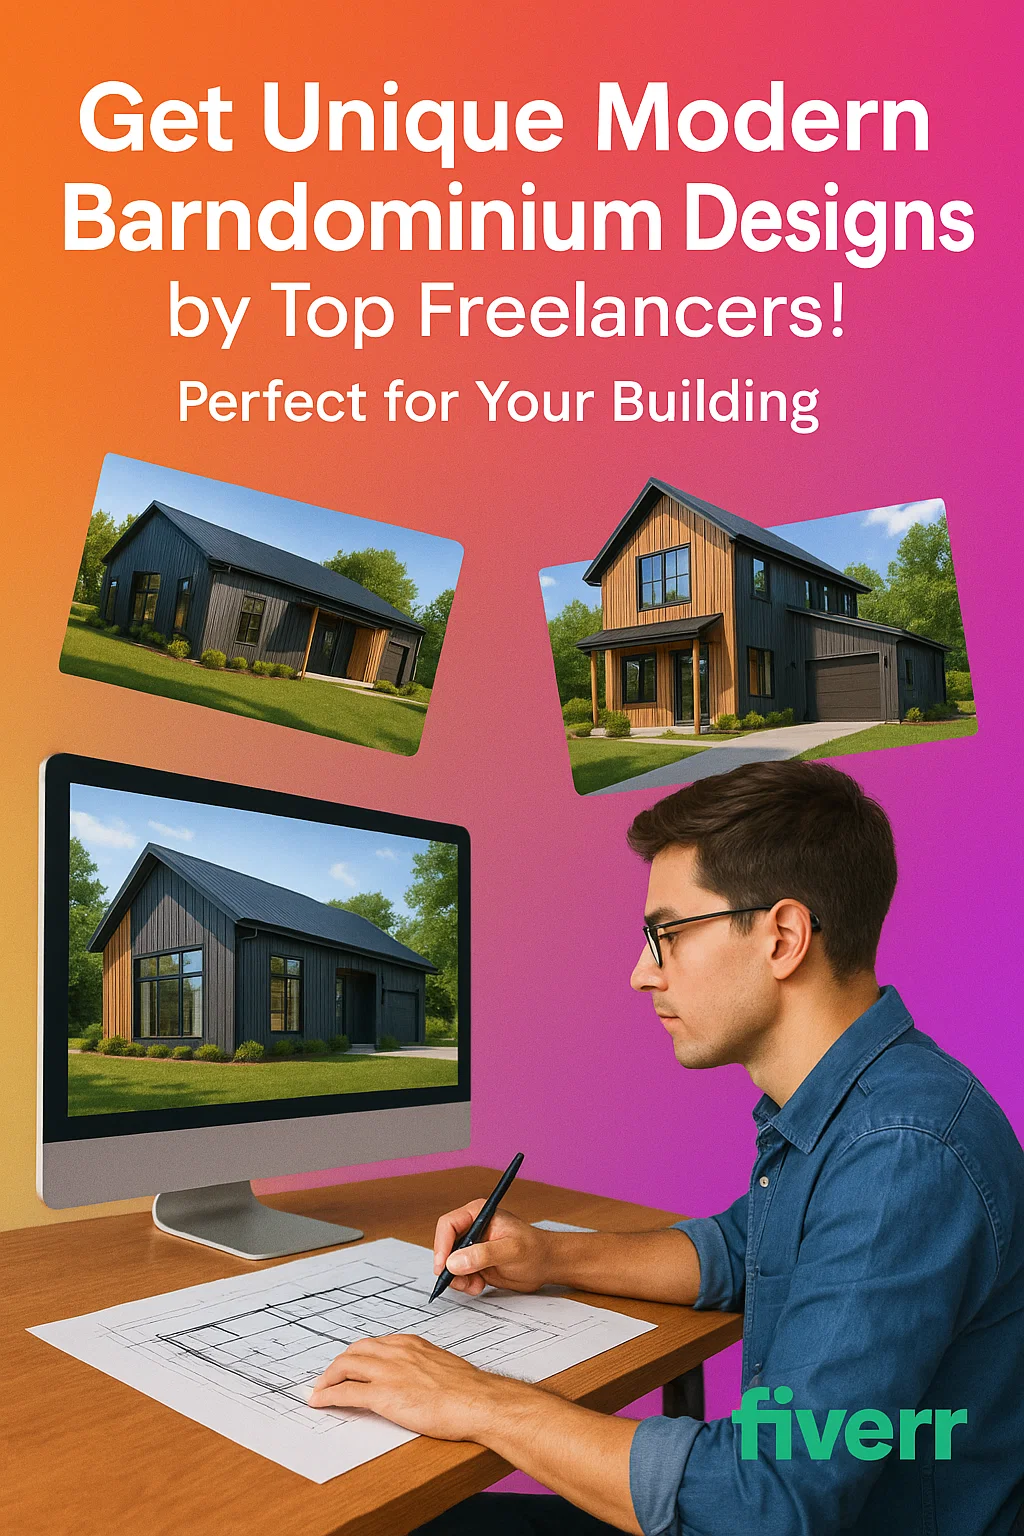 Get Unique Modern
Barndominium Designs
by Top Freelancers!
Perfect for Your Building
fiverr